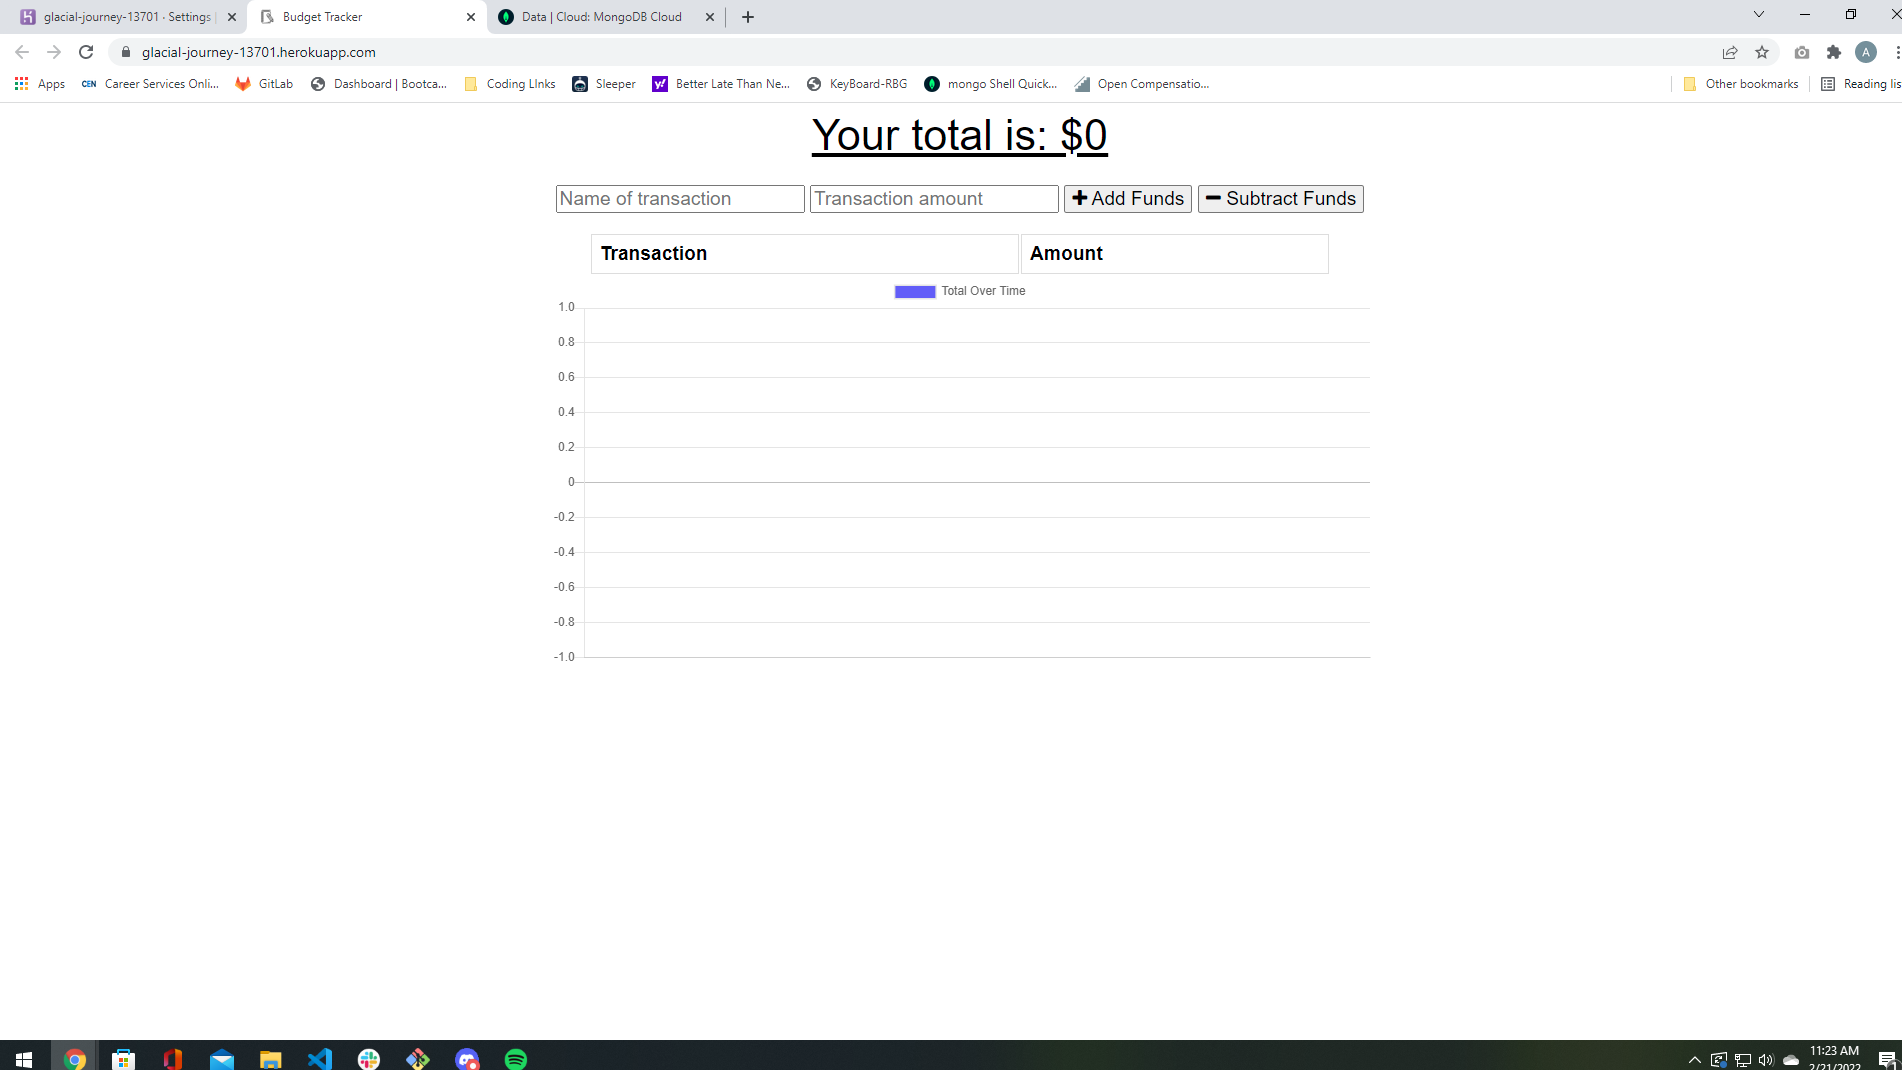 glacial-journey-13701 · Settings
Budget Tracker
Data | Cloud: MongoDB Cloud
glacial-journey-13701.herokuapp.com
A
Apps
CEN Career Services Onli...
GitLab
Dashboard | Bootca...
Coding LInks
Sleeper
y! Better Late Than Ne...
KeyBoard-RBG
mongo Shell Quick...
Open Compensatio...
Other bookmarks
Reading lis
Your total is: $0
Name of transaction
Transaction amount
Add Funds
Subtract Funds
Transaction
Amount
Total Over Time
1.0
0.8
0.6
0.4
0.2
0
-0.2
-0.4
-0.6
-0.8
-1.0
11:23 AM
2/21/2022